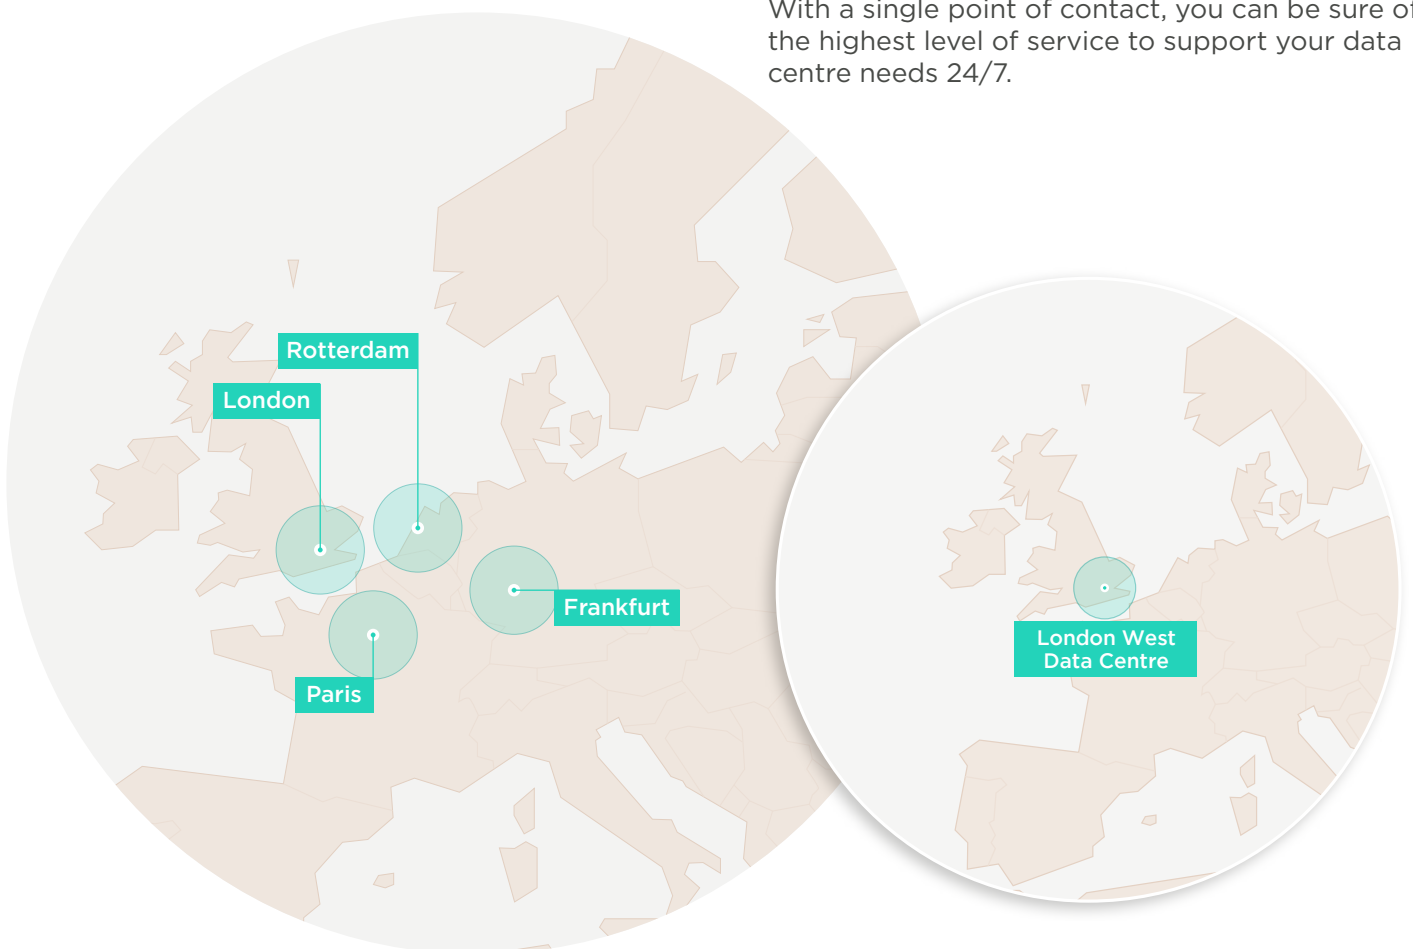 With a single point of contact, you can be sure of
the highest level of service to support your data
centre needs 24/7.
Rotterdam
London
Frankfurt
Paris
London West
Data Centre